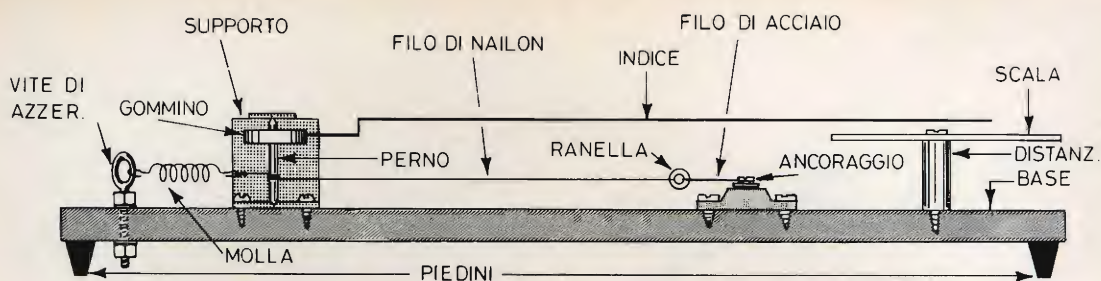 SUPPORTO
FILO DI NAILON
FILO DI ACCIAIO
INDICE
SCALA
VITE DI
AZZER.
GOMMINO
PERNO
RANELLA
ANCORAGGIO
DISTANZ.
BASE
MOLLA
PIEDINI